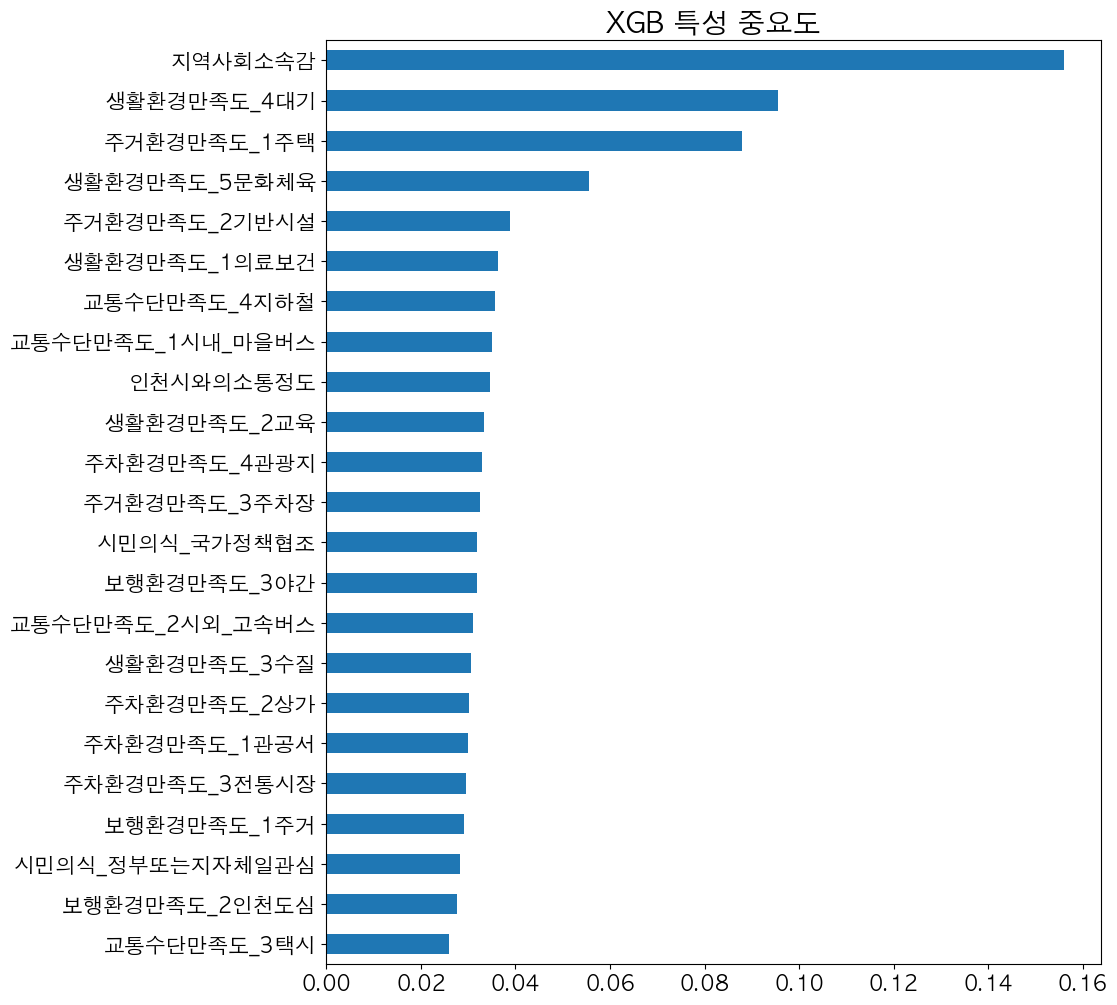 XGB 특성 중요도
지역사회소속감
생활환경만족도_4대기
주거환경만족도_1주택
생활환경만족도_5문화체육
주거환경만족도_2기반시설
생활환경만족도_1의료보건
교통수단만족도_4지하철
교통수단만족도_1시내_마을버스
인천시와의소통정도
생활환경만족도_2교육
주차환경만족도_4관광지
주거환경만족도_3주차장
시민의식_국가정책협조
보행환경만족도_3야간
교통수단만족도_2시외_고속버스
생활환경만족도_3수질
주차환경만족도_2상가
주차환경만족도_1관공서
주차환경만족도_3전통시장
보행환경만족도_1주거
시민의식_정부또는지자체일관심
보행환경만족도_2인천도심
교통수단만족도_3택시
0.00 0.02 0.04 0.06 0.08 0.10 0.12 0.14 0.16